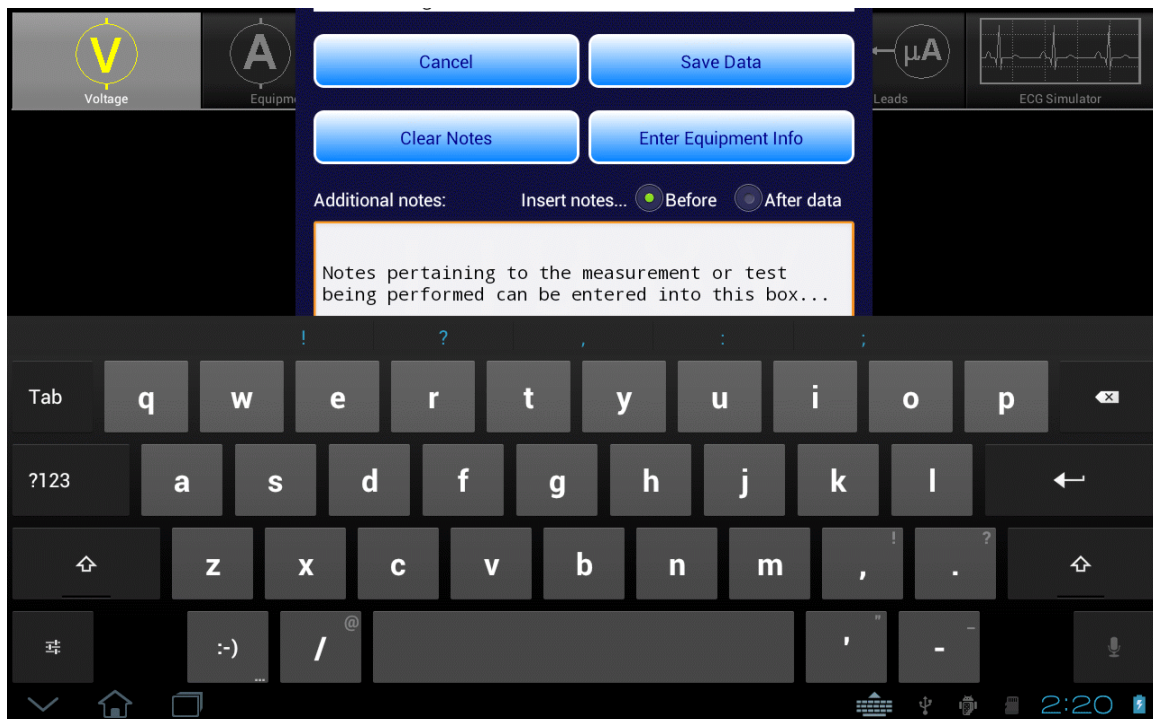 V
A
µA
Voltage
Equipm
Leads
ECG Simulator
Cancel
Save Data
Clear Notes
Enter Equipment Info
Additional notes:
Insert notes...
Before
After data
Notes pertaining to the measurement or test
being performed can be entered into this box...
! ? , : ;
Tab q w e r t y u i o p
?123 a s d f g h j k l
z x c v b n m , ! . ?
:-) ... / @ ' " - _
2:20